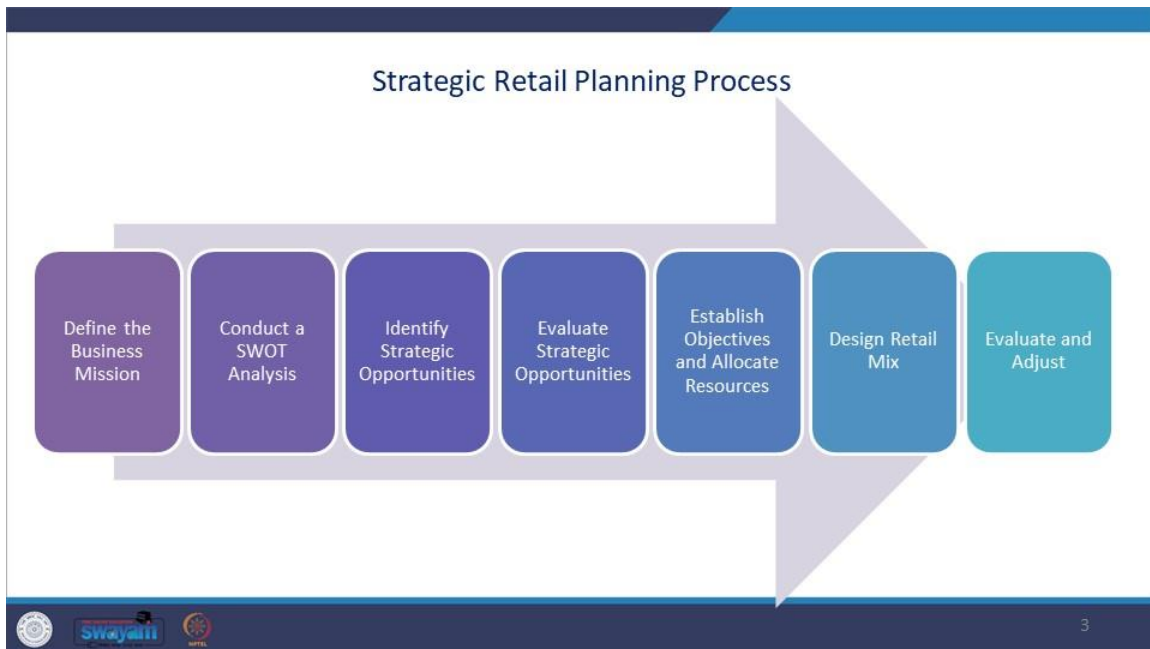 Strategic Retail Planning Process
Define the
Business
Mission
Conduct a
SWOT
Analysis
Identify
Strategic
Opportunities
Evaluate
Strategic
Opportunities
Establish
Objectives
and Allocate
Resources
Design Retail
Mix
Evaluate and
Adjust
swayam
NPTEL
3